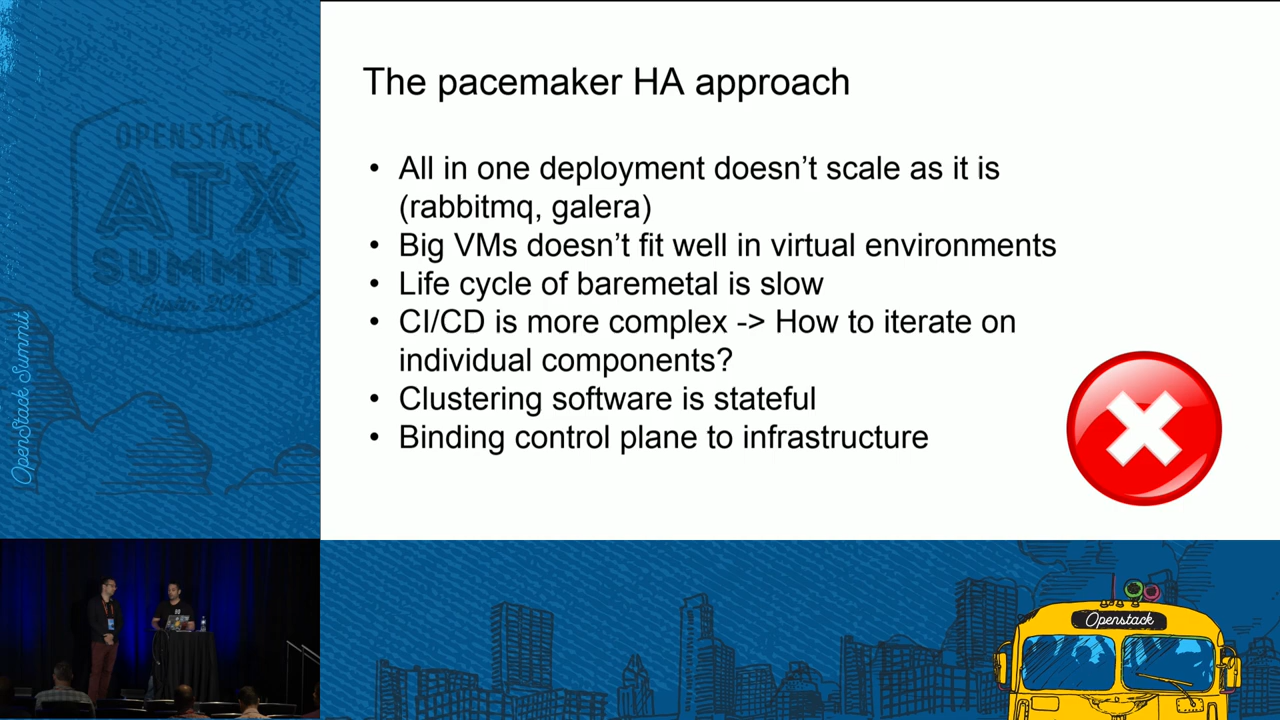 The pacemaker HA approach
• All in one deployment doesn’t scale as it is
(rabbitmq, galera)
• Big VMs doesn’t fit well in virtual environments
• Life cycle of baremetal is slow
• CI/CD is more complex -> How to iterate on
individual components?
• Clustering software is stateful
• Binding control plane to infrastructure
OPENSTACK
ATX
SUMMIT
Austin 2016
OpenStack Summit
Openstack